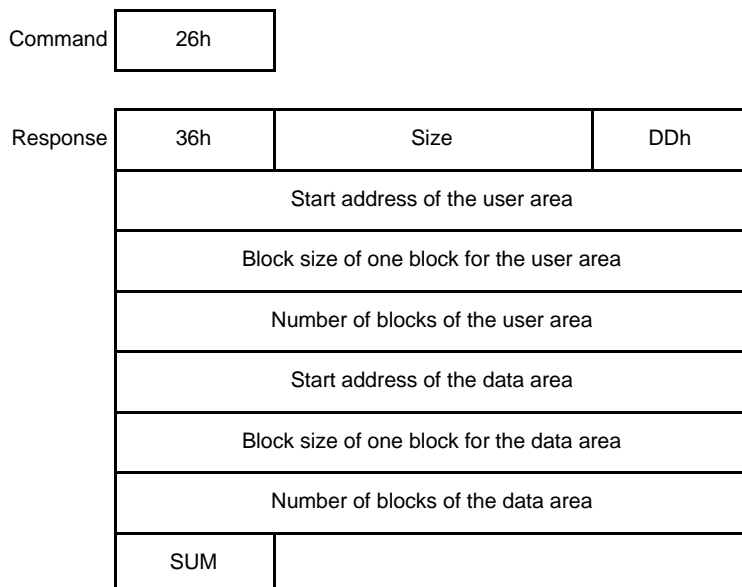 Command 26h
Response 36h Size DDh
Start address of the user area
Block size of one block for the user area
Number of blocks of the user area
Start address of the data area
Block size of one block for the data area
Number of blocks of the data area
SUM